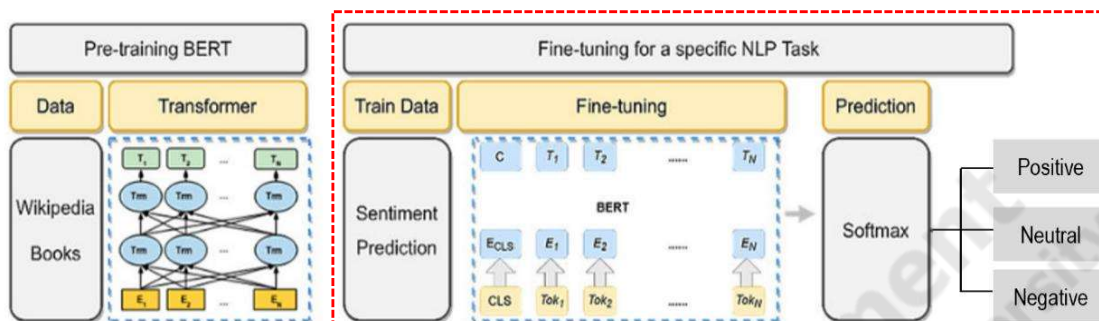 Pre-training BERT
Fine-tuning for a specific NLP Task
Data
Transformer
Train Data
Fine-tuning
Prediction
Wikipedia
Books
T1 T2 ... TN
Trm Trm ... Trm
Trm Trm ... Trm
E1 E2 ... EN
Sentiment
Prediction
C T1 T2 ...... TN
BERT
ECLS E1 E2 ...... EN
CLS Tok1 Tok2 ...... TokN
Softmax
Positive
Neutral
Negative